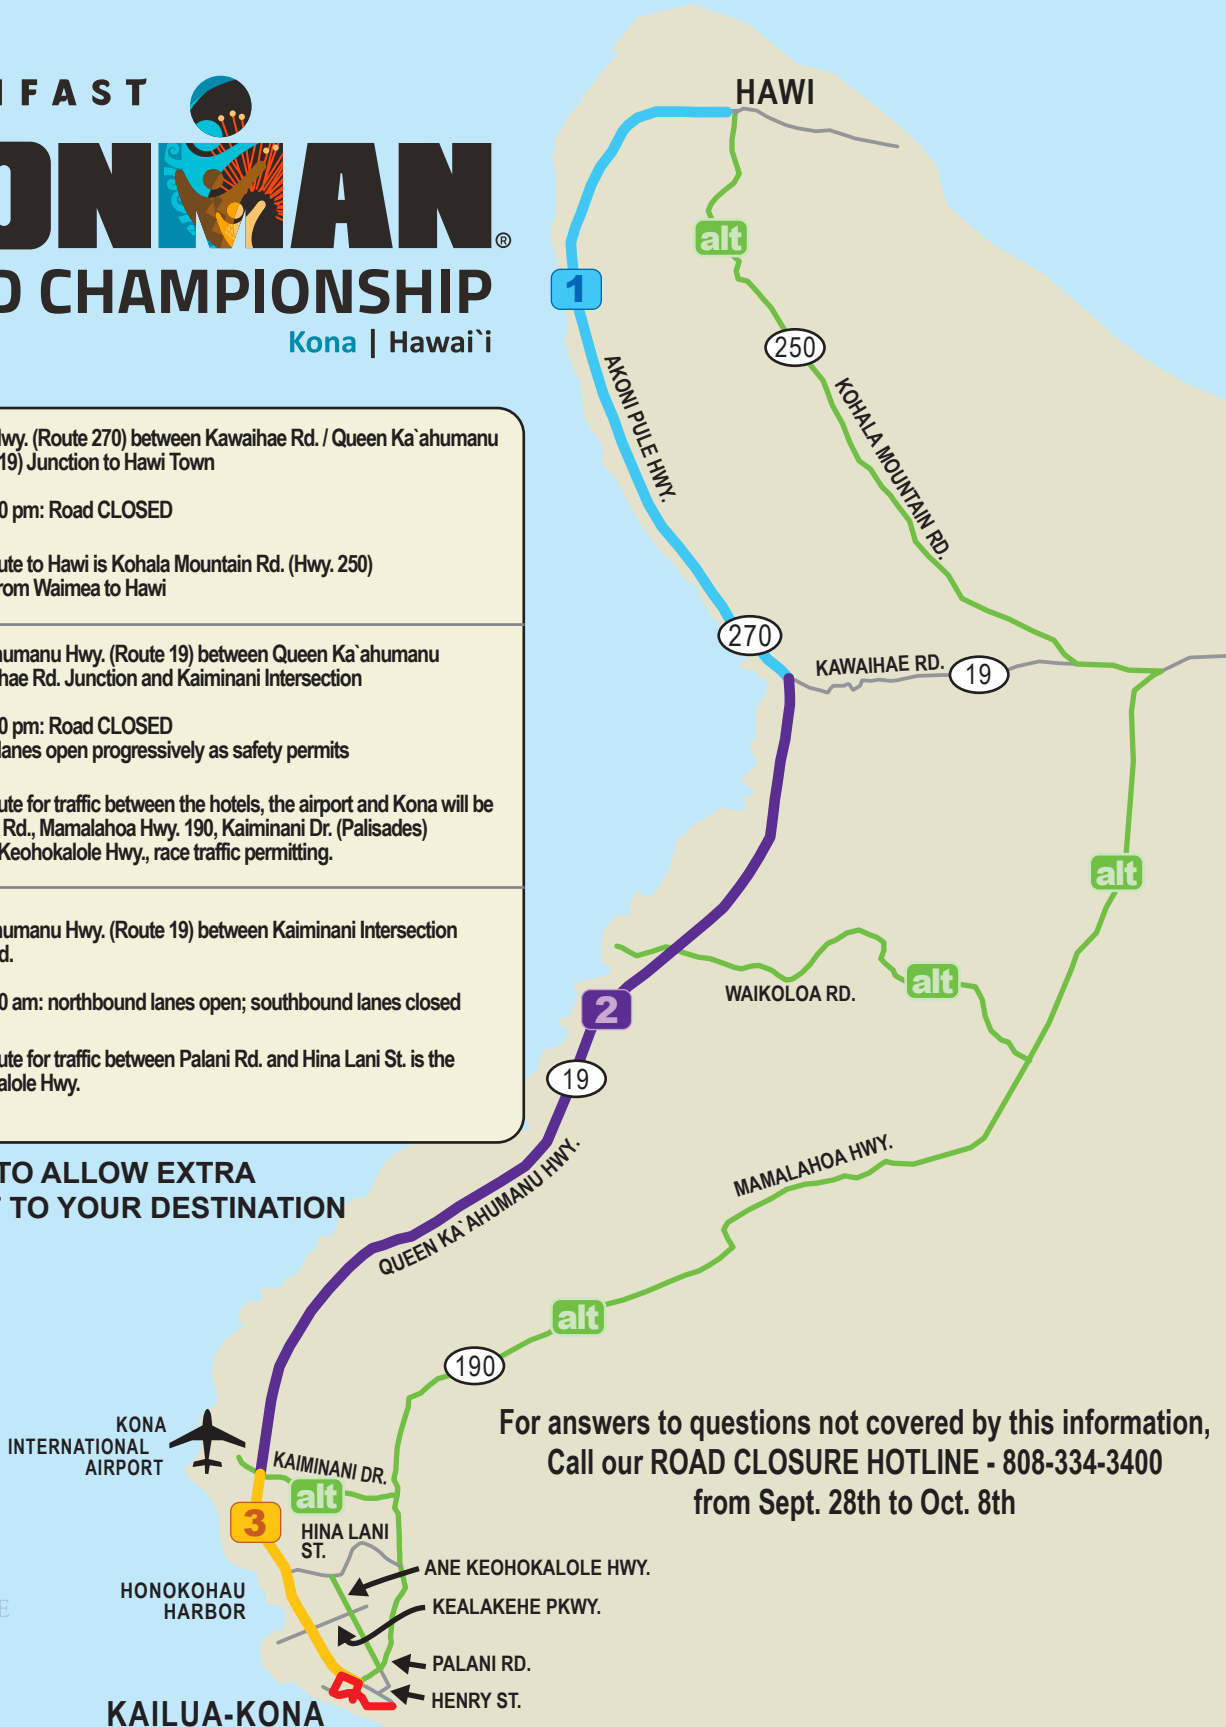 IFAST
ONMAN®
D CHAMPIONSHIP
Kona | Hawai`i
Hwy. (Route 270) between Kawaihae Rd. / Queen Ka`ahumanu
19) Junction to Hawi Town
0 pm: Road CLOSED
ute to Hawi is Kohala Mountain Rd. (Hwy. 250)
rom Waimea to Hawi
humanu Hwy. (Route 19) between Queen Ka`ahumanu
hae Rd. Junction and Kaiminani Intersection
0 pm: Road CLOSED
lanes open progressively as safety permits
ute for traffic between the hotels, the airport and Kona will be
Rd., Mamalahoa Hwy. 190, Kaiminani Dr. (Palisades)
Keohokalole Hwy., race traffic permitting.
humanu Hwy. (Route 19) between Kaiminani Intersection
d.
0 am: northbound lanes open; southbound lanes closed
ute for traffic between Palani Rd. and Hina Lani St. is the
alole Hwy.
TO ALLOW EXTRA
TO YOUR DESTINATION
HAWI
alt
1
250
AKONI PULE HWY.
KOHALA MOUNTAIN RD.
270
KAWAIHAE RD.
19
alt
WAIKOLOA RD.
alt
2
19
QUEEN KA`AHUMANU HWY.
MAMALAHOA HWY.
alt
190
KONA
INTERNATIONAL
AIRPORT
KAIMINANI DR.
alt
3
HINA LANI
ST.
For answers to questions not covered by this information,
Call our ROAD CLOSURE HOTLINE - 808-334-3400
from Sept. 28th to Oct. 8th
ANE KEOHOKALOLE HWY.
HONOKOHAU
HARBOR
E
KEALAKEHE PKWY.
PALANI RD.
HENRY ST.
KAILUA-KONA